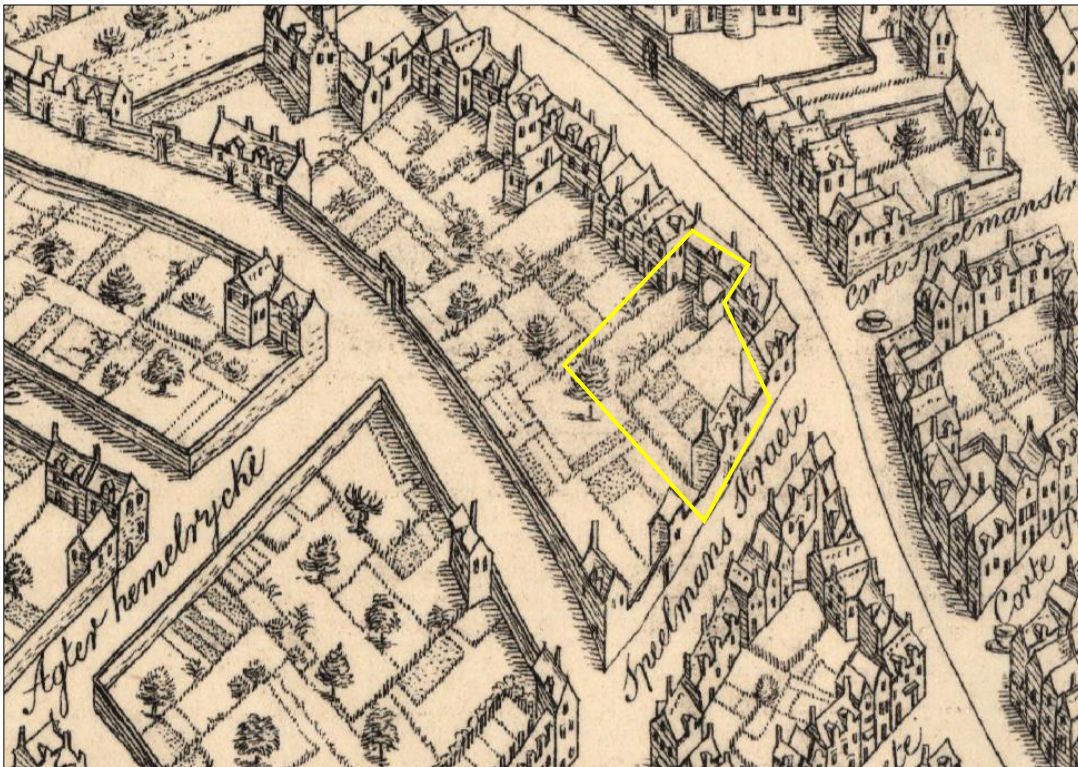 Corte Speelmanstr.
Speelmans Straete
Agter hemelrycke
Corte